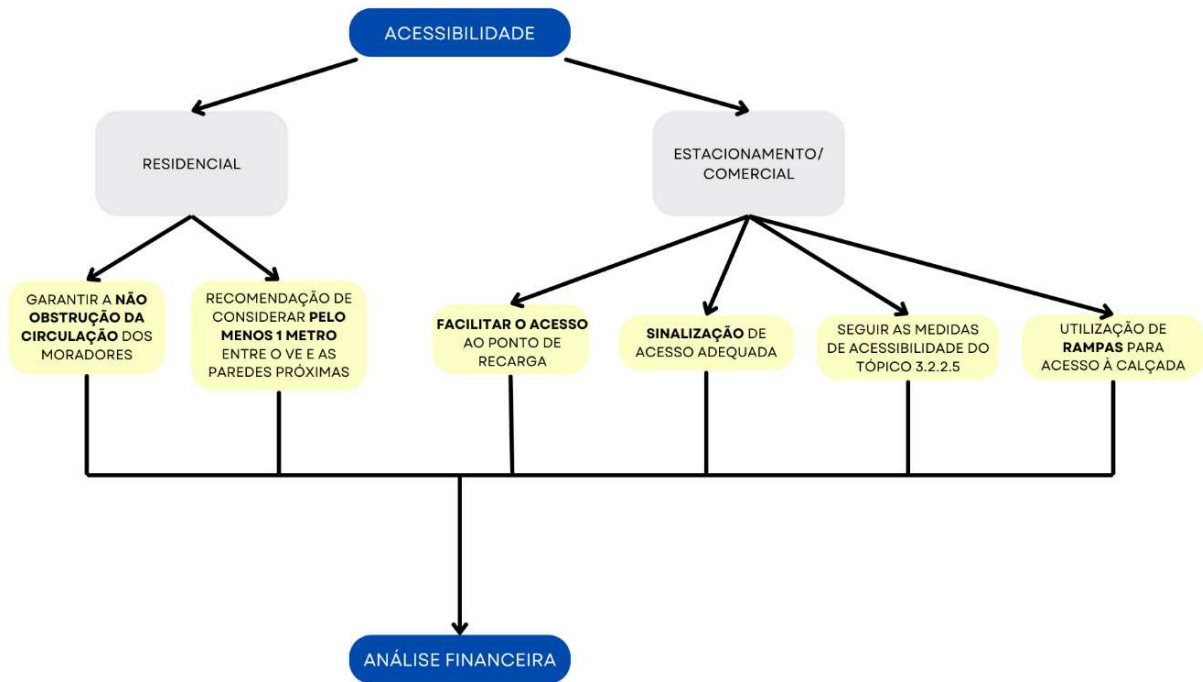 ACESSIBILIDADE
RESIDENCIAL
ESTACIONAMENTO/
COMERCIAL
GARANTIR A NÃO
OBSTRUÇÃO DA
CIRCULAÇÃO DOS
MORADORES
RECOMENDAÇÃO DE
CONSIDERAR PELO
MENOS 1 METRO
ENTRE O VE E AS
PAREDES PRÓXIMAS
FACILITAR O ACESSO
AO PONTO DE
RECARGA
SINALIZAÇÃO DE
ACESSO ADEQUADA
SEGUIR AS MEDIDAS
DE ACESSIBILIDADE DO
TÓPICO 3.2.2.5
UTILIZAÇÃO DE
RAMPAS PARA
ACESSO À CALÇADA
ANÁLISE FINANCEIRA